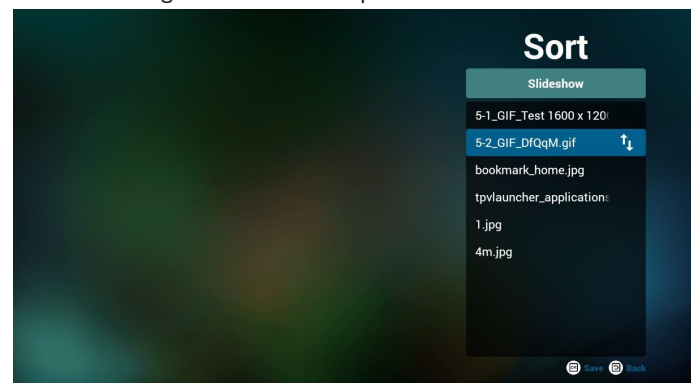 Sort
Slideshow
5-1_GIF_Test 1600 x 120
5-2_GIF_DfQqM.gif
bookmark_home.jpg
tpvlauncher_applications
1.jpg
4m.jpg
Save Back